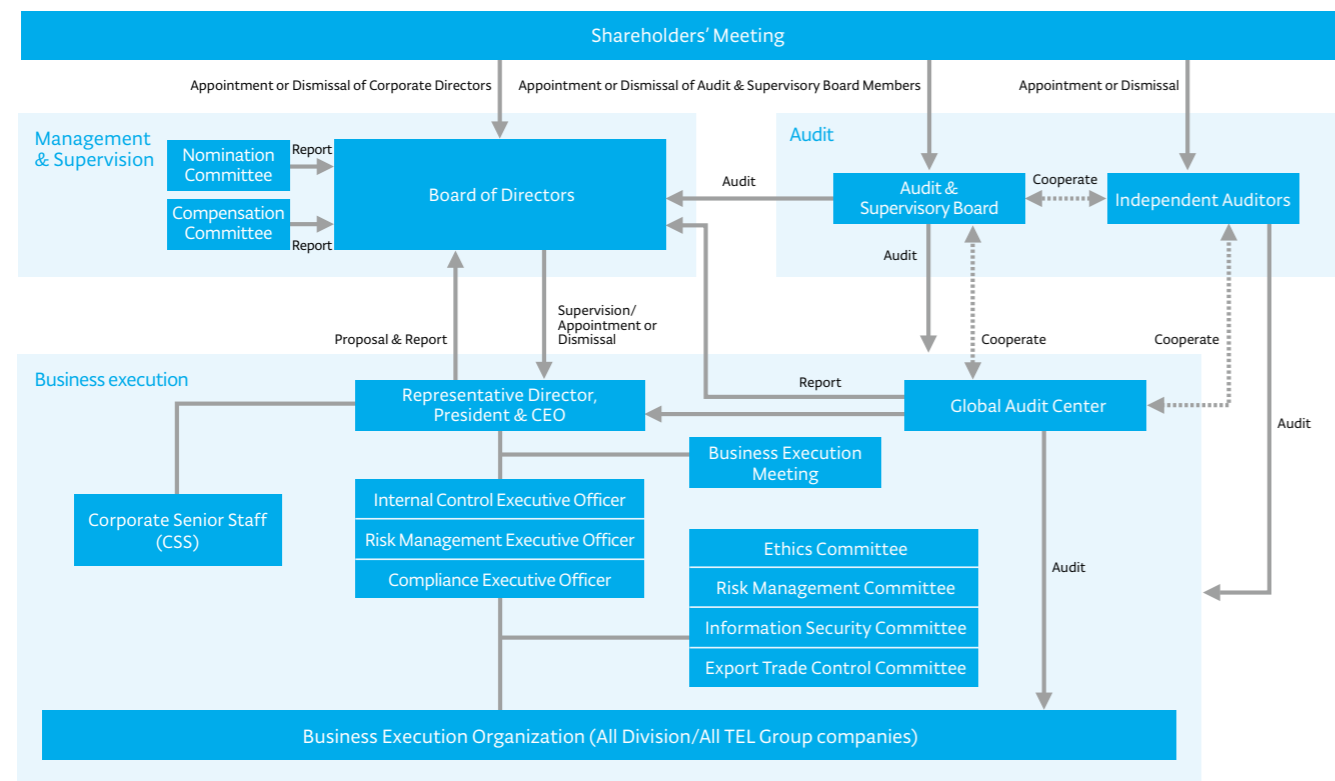 Shareholders' Meeting
Appointment or Dismissal of Corporate Directors
Appointment or Dismissal of Audit & Supervisory Board Members
Appointment or Dismissal
Management
& Supervision
Nomination
Committee
Report
Compensation
Committee
Report
Board of Directors
Audit
Audit
Audit &
Supervisory Board
Cooperate
Independent Auditors
Audit
Proposal & Report
Supervision/
Appointment or
Dismissal
Cooperate
Cooperate
Business execution
Representative Director,
President & CEO
Report
Global Audit Center
Audit
Business Execution
Meeting
Corporate Senior Staff
(CSS)
Internal Control Executive Officer
Risk Management Executive Officer
Compliance Executive Officer
Ethics Committee
Risk Management Committee
Information Security Committee
Export Trade Control Committee
Audit
Business Execution Organization (All Division/All TEL Group companies)